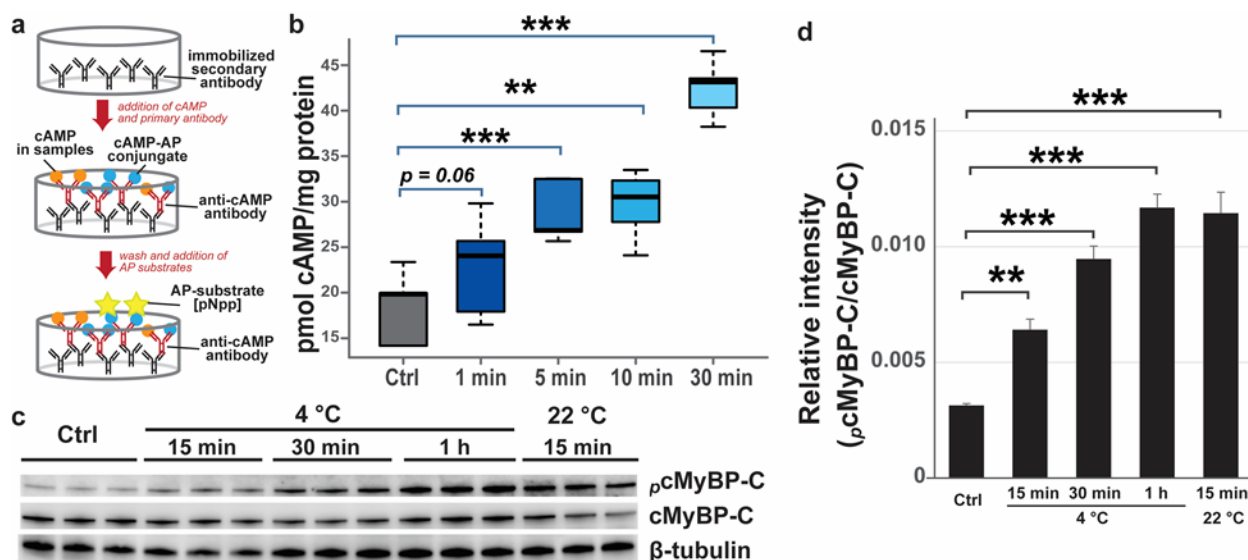 a
immobilized
secondary
antibody
addition of cAMP
and primary antibody
cAMP
in samples
cAMP-AP
conjungate
anti-cAMP
antibody
wash and addition of
AP substrates
AP-substrate
[pNpp]
anti-cAMP
antibody
b
pmol cAMP/mg protein
45
40
35
30
25
20
15
***
**
***
p = 0.06
Ctrl 1 min 5 min 10 min 30 min
c
Ctrl 4 °C 22 °C
15 min 30 min 1 h 15 min
pcMyBP-C
cMyBP-C
β-tubulin
d
Relative intensity
(pcMyBP-C/cMyBP-C)
0.015
0.010
0.005
0
***
***
***
**
Ctrl 15 min 30 min 1 h 15 min
4 °C 22 °C